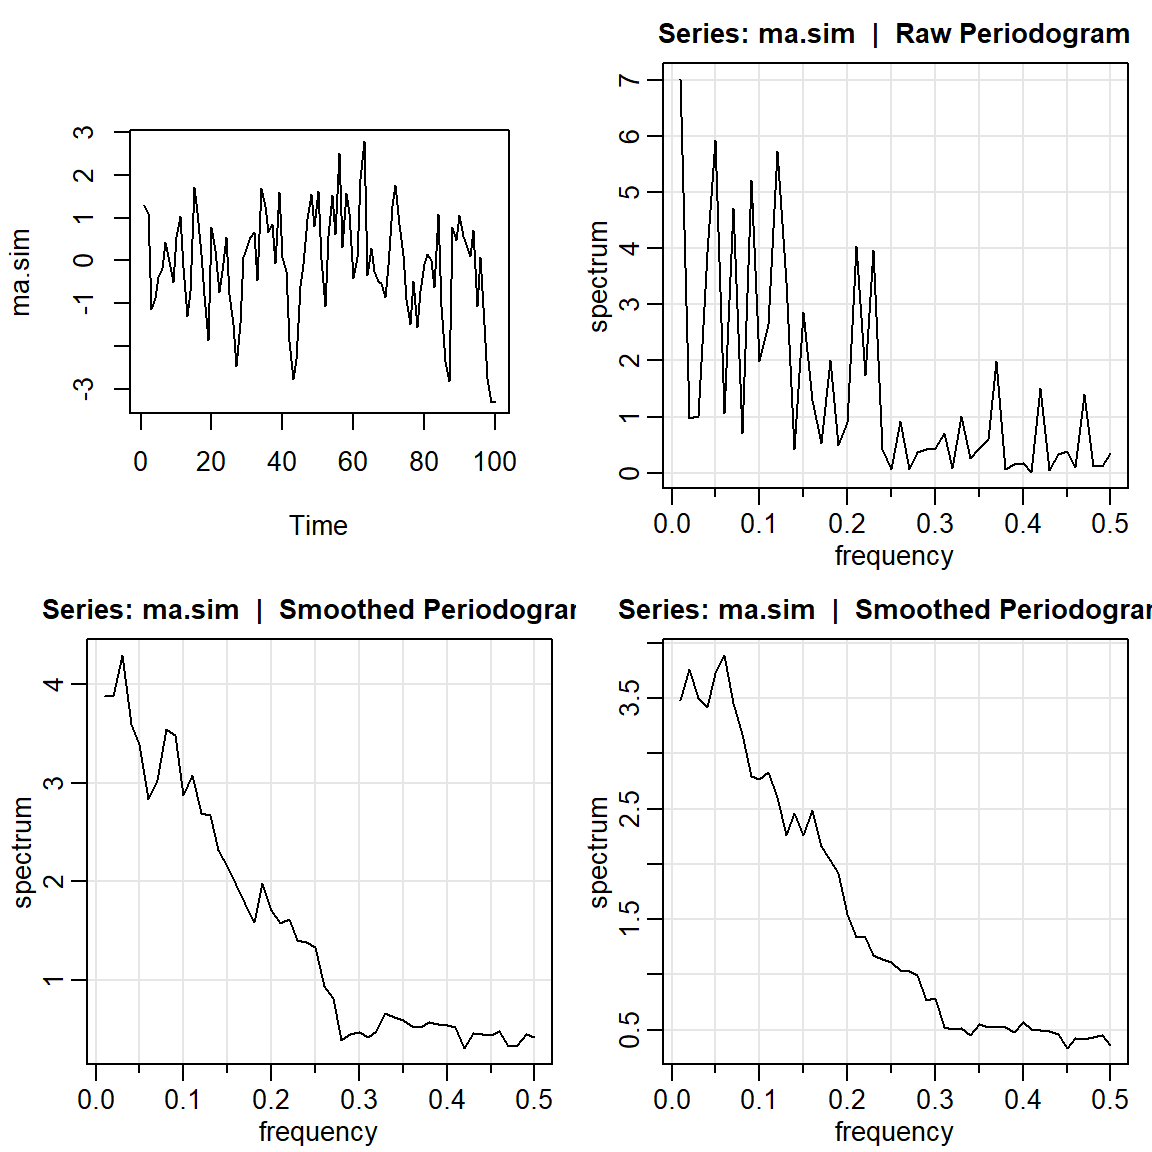 3
2
1
0
-1
-3
ma.sim
0 20 40 60 80 100
Time
Series: ma.sim | Raw Periodogram
7
6
5
4
3
2
1
0
spectrum
0.0 0.1 0.2 0.3 0.4 0.5
frequency
Series: ma.sim | Smoothed Periodogra
4
3
2
1
spectrum
0.0 0.1 0.2 0.3 0.4 0.5
frequency
Series: ma.sim | Smoothed Periodogra
3.5
2.5
1.5
0.5
spectrum
0.0 0.1 0.2 0.3 0.4 0.5
frequency